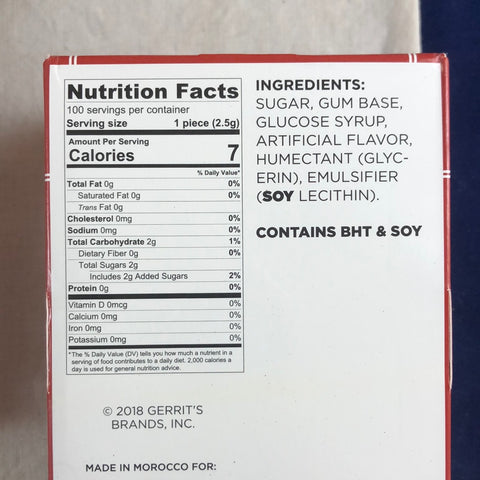 Nutrition Facts
100 servings per container
Serving size 1 piece (2.5g)
Amount Per Serving
Calories 7
% Daily Value*
Total Fat 0g 0%
Saturated Fat 0g 0%
Trans Fat 0g
Cholesterol 0mg 0%
Sodium 0mg 0%
Total Carbohydrate 2g 1%
Dietary Fiber 0g 0%
Total Sugars 2g
Includes 2g Added Sugars 2%
Protein 0g 0%
Vitamin D 0mcg 0%
Calcium 0mg 0%
Iron 0mg 0%
Potassium 0mg 0%
*The % Daily Value (DV) tells you how much a nutrient in a
serving of food contributes to a daily diet. 2,000 calories a
day is used for general nutrition advice.
INGREDIENTS:
SUGAR, GUM BASE,
GLUCOSE SYRUP,
ARTIFICIAL FLAVOR,
HUMECTANT (GLYC-
ERIN), EMULSIFIER
(SOY LECITHIN).
CONTAINS BHT & SOY
© 2018 GERRIT'S
BRANDS, INC.
MADE IN MOROCCO FOR: